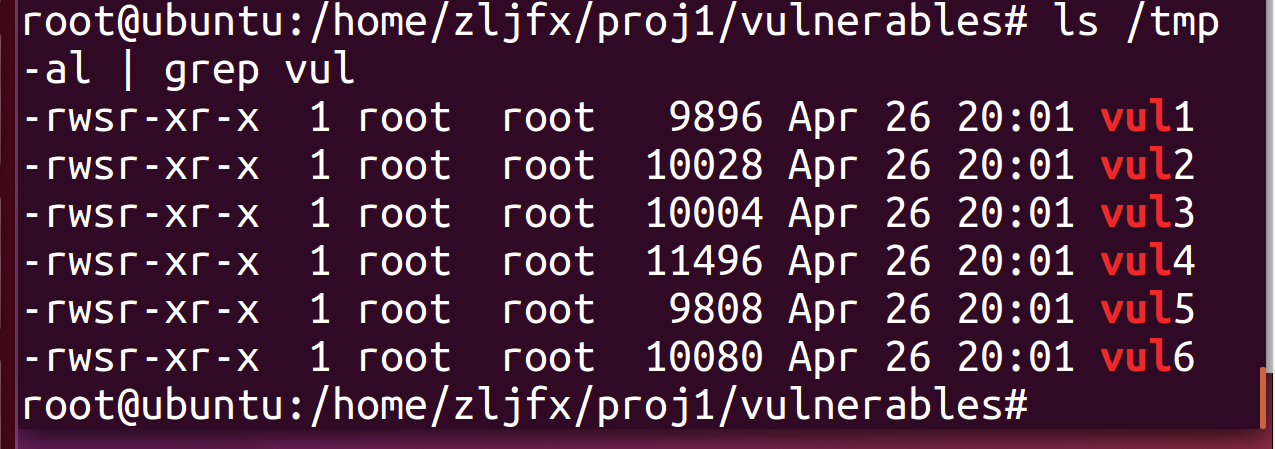 root@ubuntu:/home/zljfx/proj1/vulnerables# ls /tmp
-al | grep vul
-rwsr-xr-x  1 root  root   9896 Apr 26 20:01 vul1
-rwsr-xr-x  1 root  root  10028 Apr 26 20:01 vul2
-rwsr-xr-x  1 root  root  10004 Apr 26 20:01 vul3
-rwsr-xr-x  1 root  root  11496 Apr 26 20:01 vul4
-rwsr-xr-x  1 root  root   9808 Apr 26 20:01 vul5
-rwsr-xr-x  1 root  root  10080 Apr 26 20:01 vul6
root@ubuntu:/home/zljfx/proj1/vulnerables#